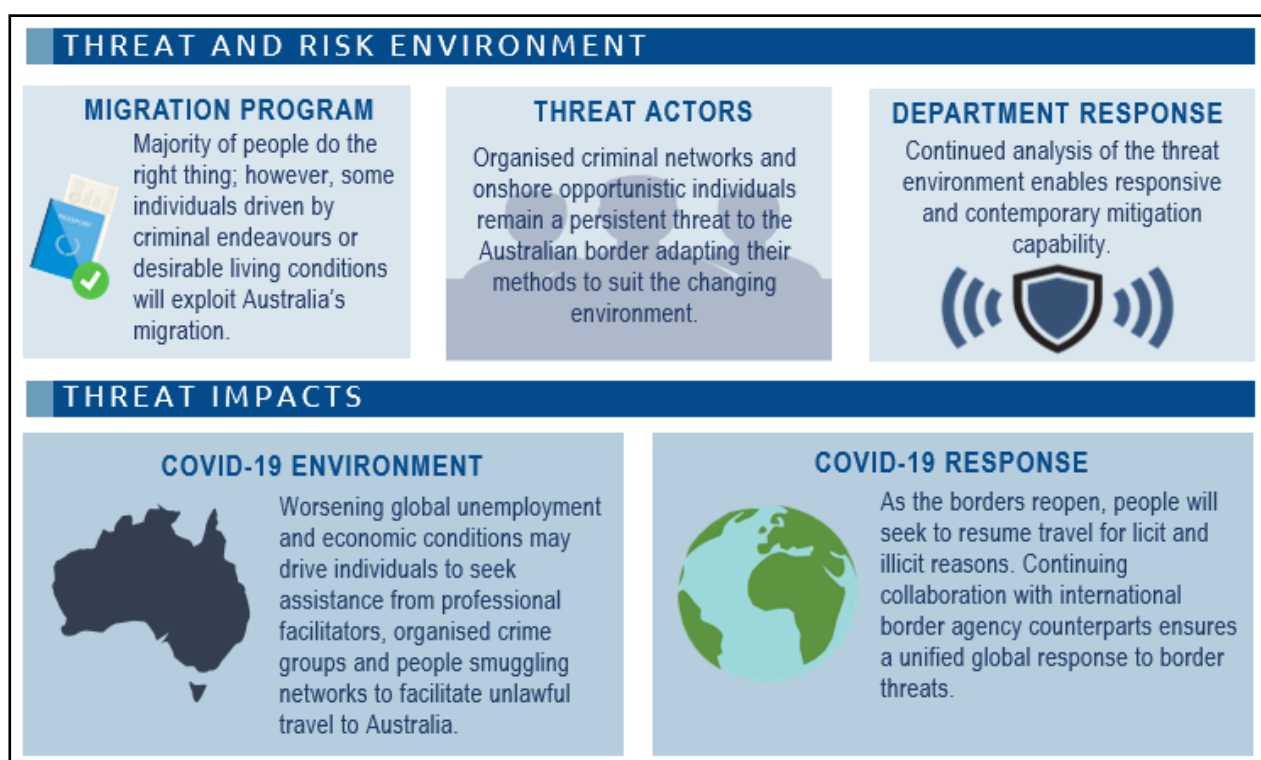 THREAT AND RISK ENVIRONMENT
MIGRATION PROGRAM
Majority of people do the
right thing; however, some
individuals driven by
criminal endeavours or
desirable living conditions
will exploit Australia's
migration.
PASSPORT
THREAT ACTORS
Organised criminal networks and
onshore opportunistic individuals
remain a persistent threat to the
Australian border adapting their
methods to suit the changing
environment.
DEPARTMENT RESPONSE
Continued analysis of the threat
environment enables responsive
and contemporary mitigation
capability.
THREAT IMPACTS
COVID-19 ENVIRONMENT
Worsening global unemployment
and economic conditions may
drive individuals to seek
assistance from professional
facilitators, organised crime
groups and people smuggling
networks to facilitate unlawful
travel to Australia.
COVID-19 RESPONSE
As the borders reopen, people will
seek to resume travel for licit and
illicit reasons. Continuing
collaboration with international
border agency counterparts ensures
a unified global response to border
threats.